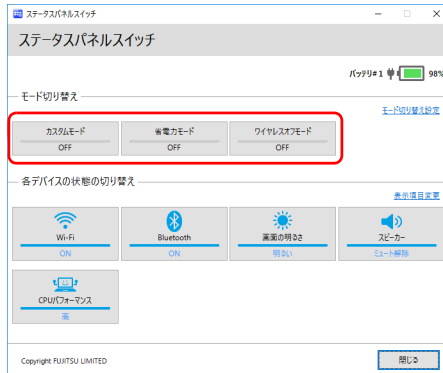 ステータスパネルスイッチ
ステータスパネルスイッチ
バッテリ#1 98%
モード切り替え
モード切り替え設定
カスタムモード 省電力モード ワイヤレスオフモード
OFF OFF OFF
各デバイスの状態の切り替え
表示項目変更
Wi-Fi Bluetooth 画面の明るさ スピーカー
ON ON 明るい ミュート解除
CPUパフォーマンス
高
Copyright FUJITSU LIMITED 閉じる